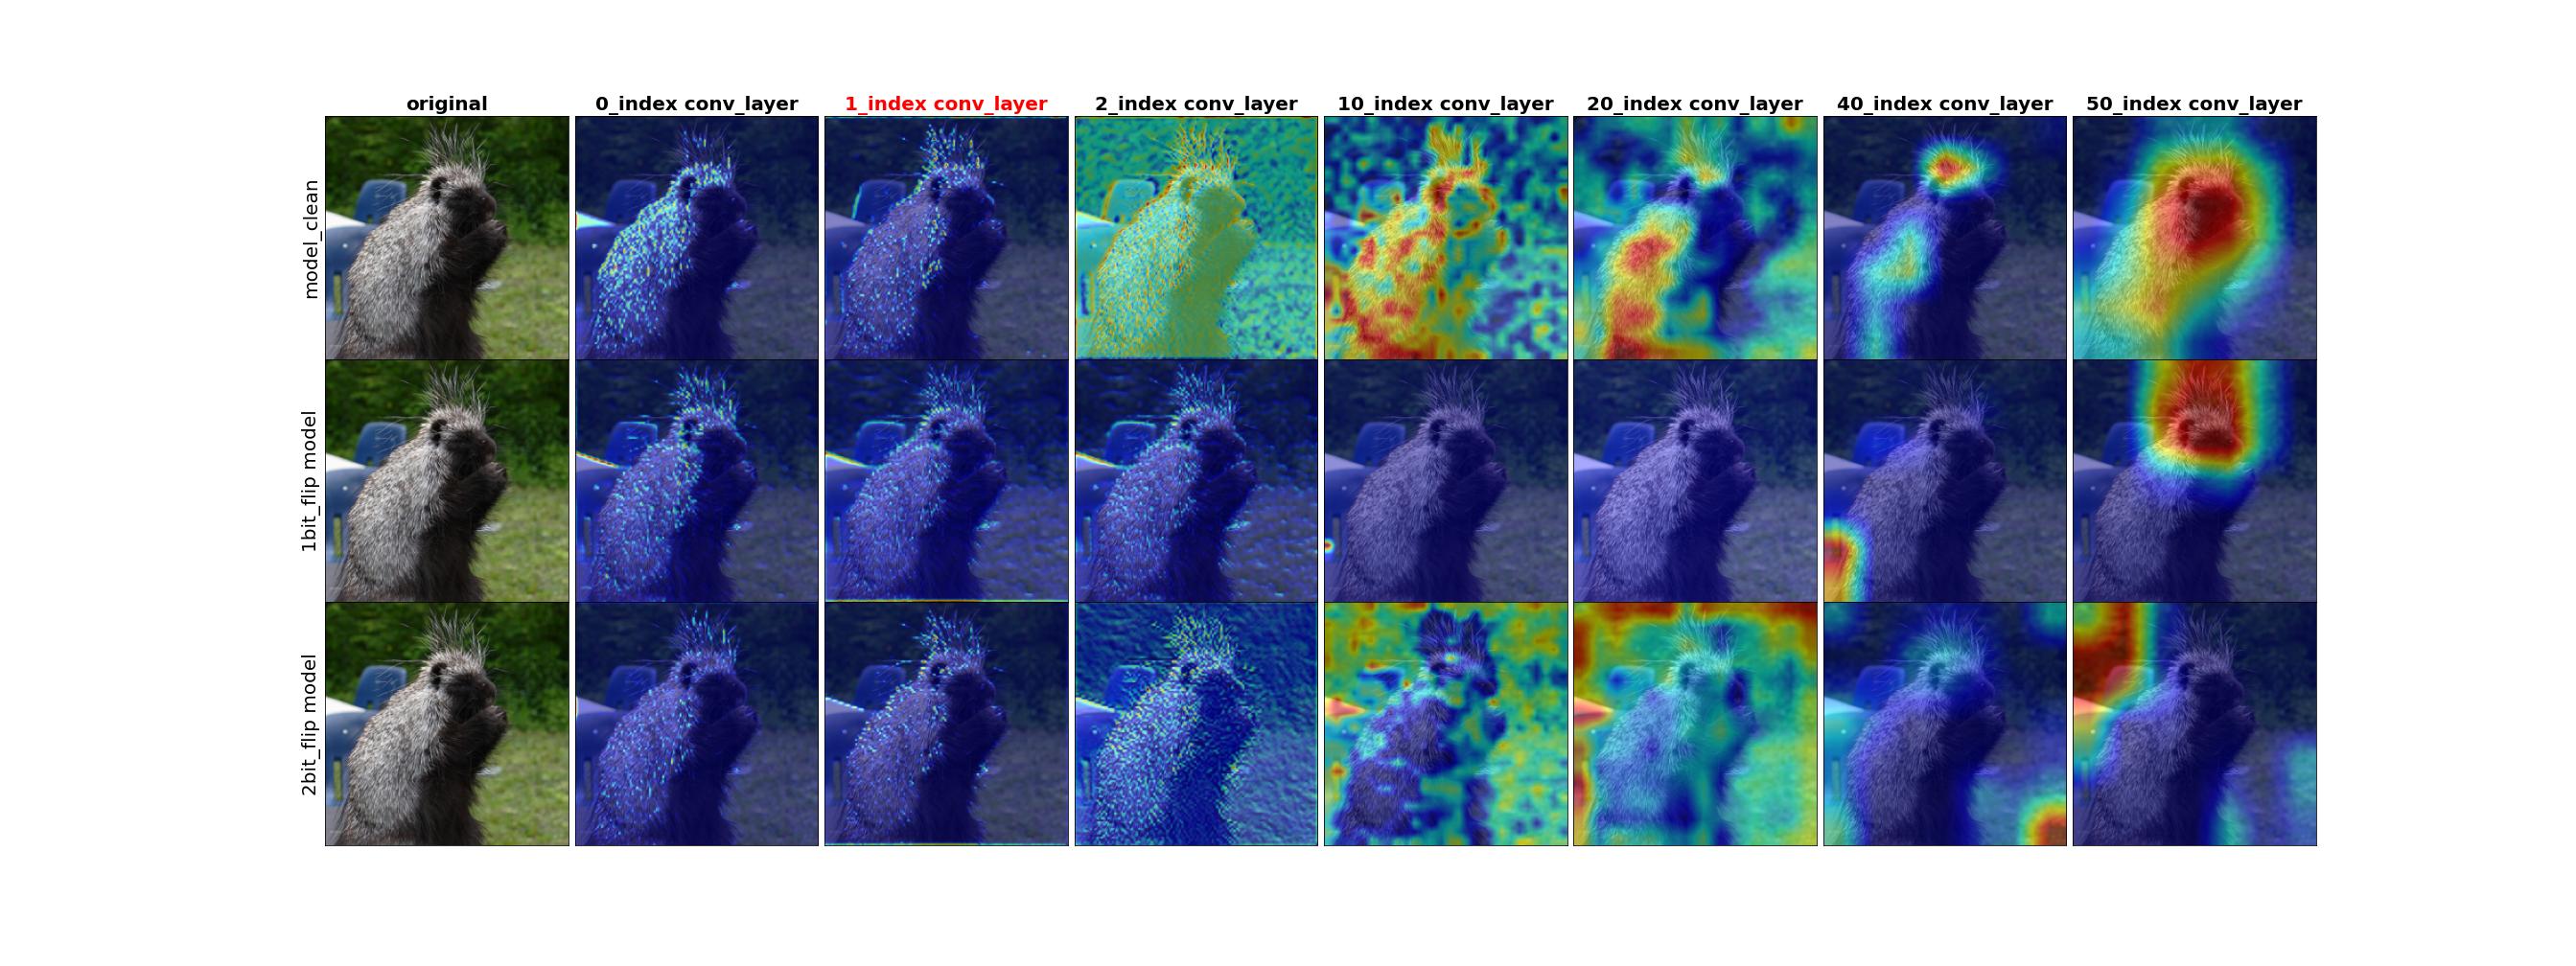 original
0_index conv_layer
1_index conv_layer
2_index conv_layer
10_index conv_layer
20_index conv_layer
40_index conv_layer
50_index conv_layer
model_clean
1bit_flip model
2bit_flip model